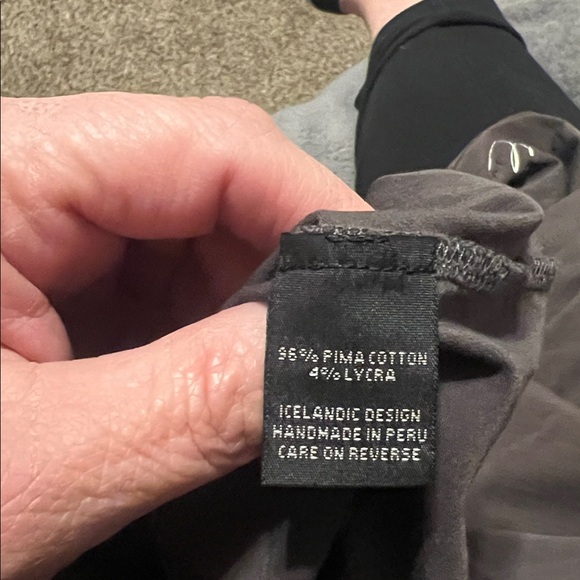 96% PIMA COTTON
4% LYCRA
ICELANDIC DESIGN
HANDMADE IN PERU
CARE ON REVERSE